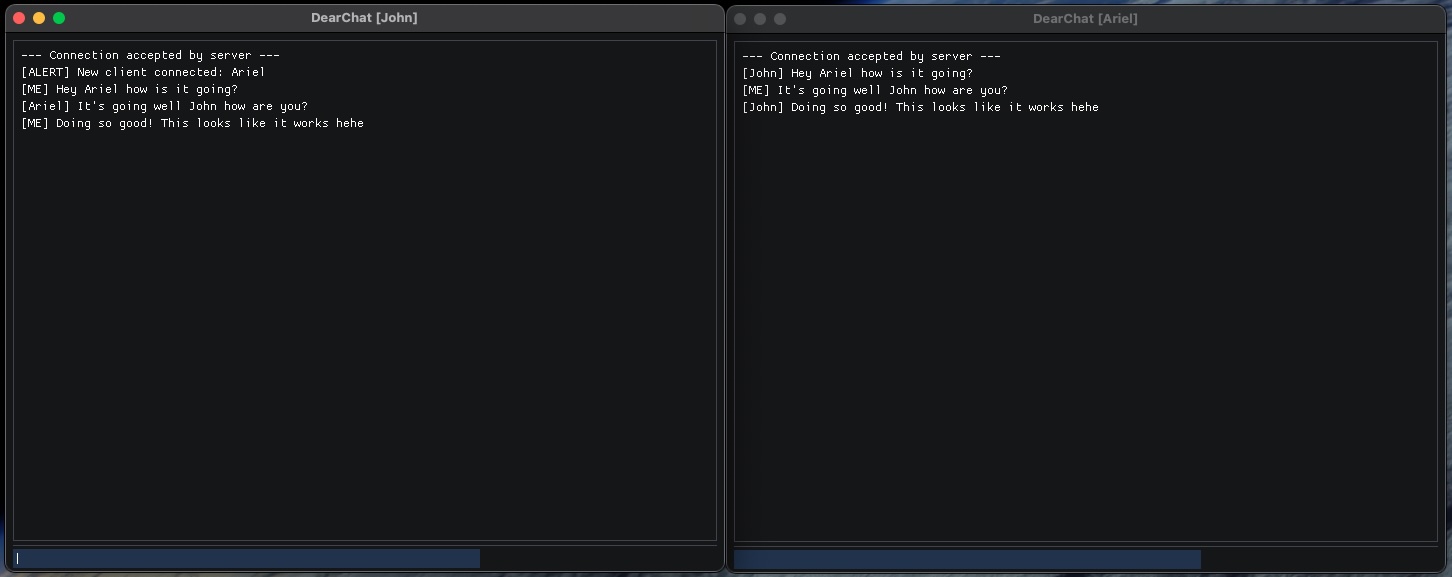 DearChat [John]
--- Connection accepted by server ---
[ALERT] New client connected: Ariel
[ME] Hey Ariel how is it going?
[Ariel] It's going well John how are you?
[ME] Doing so good! This looks like it works hehe
DearChat [Ariel]
--- Connection accepted by server ---
[John] Hey Ariel how is it going?
[ME] It's going well John how are you?
[John] Doing so good! This looks like it works hehe